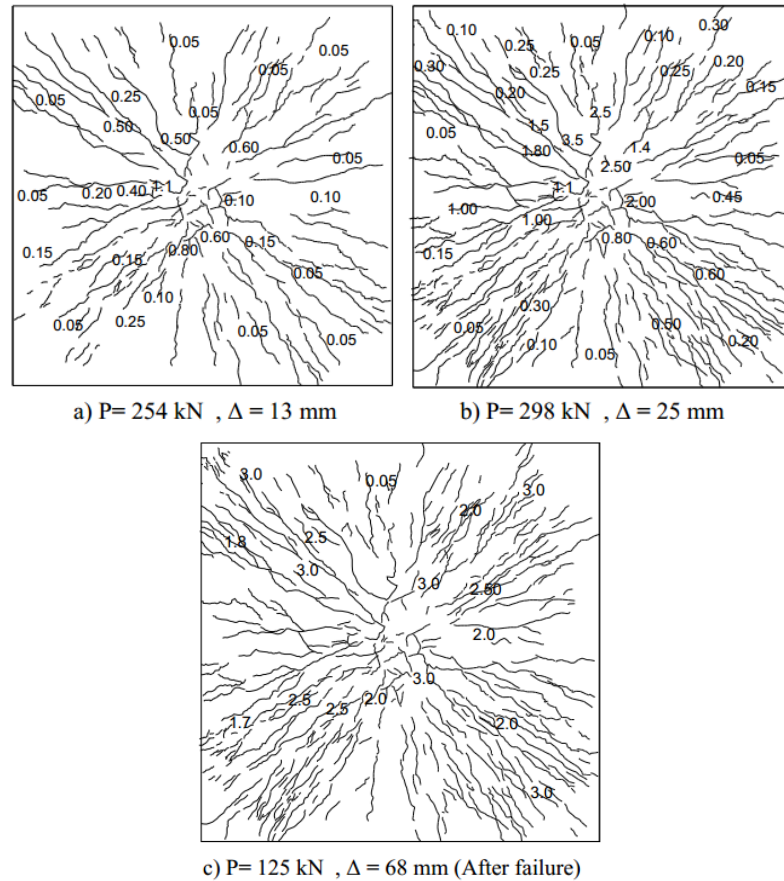 0.05 0.05
0.05
0.05 0.25 0.05
0.50 0.50 0.60
0.05
0.05 0.20 0.40 1.1 0.10 0.10
0.60
0.15 0.15 0.80 0.15
0.05
0.10
0.05 0.25 0.05 0.05
a) P= 254 kN , Δ = 13 mm
0.10 0.05 0.10 0.30
0.30 0.25 0.25 0.25 0.20
0.20 0.15
0.05 1.5 3.5 2.5 1.4
1.80 2.50 0.05
1.1 2.00 0.45
1.00 1.00
0.15 0.80 0.60
0.60
0.30
0.05 0.50
0.10 0.05 0.20
b) P= 298 kN , Δ = 25 mm
3.0 0.05 3.0
2.0
1.8 2.5
3.0 3.0 2.50
2.0
3.0
2.5 2.5 2.0
1.7 2.0
3.0
c) P= 125 kN , Δ = 68 mm (After failure)